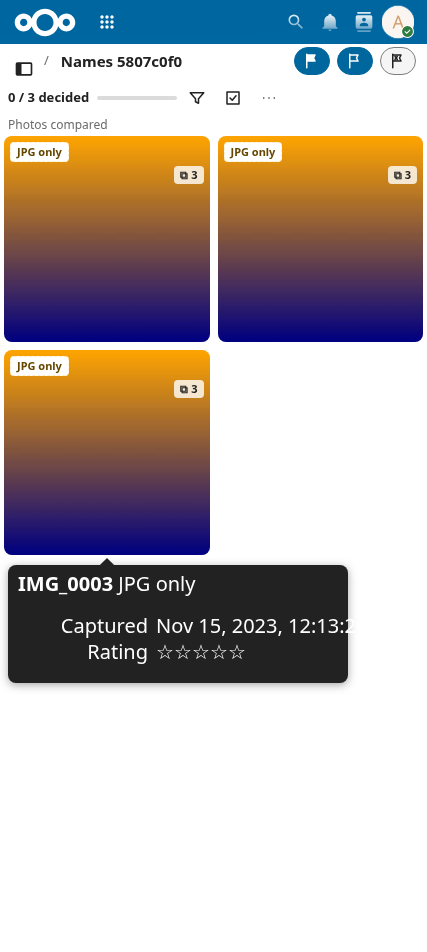 A
/ Names 5807c0f0
0 / 3 decided
Photos compared
JPG only
3
JPG only
3
JPG only
3
IMG_0003 JPG only
Captured Nov 15, 2023, 12:13:2
Rating ☆☆☆☆☆